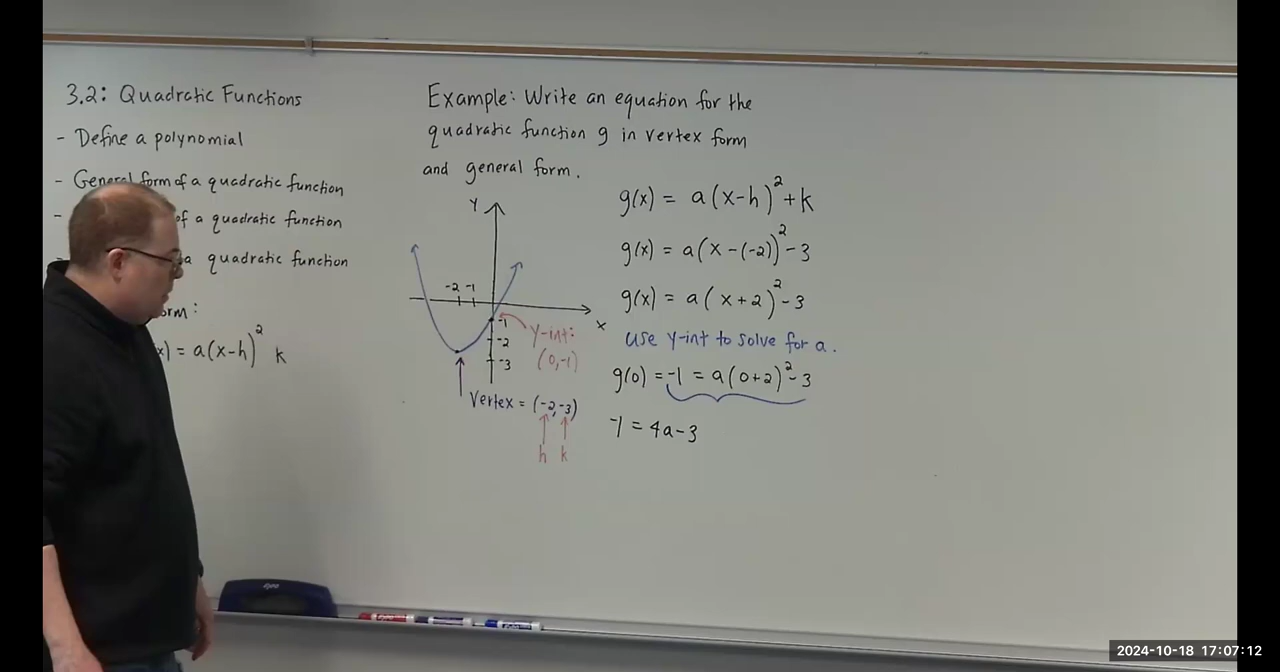 3.2: Quadratic Functions
- Define a polynomial
- General form of a quadratic function
- of a quadratic function
a quadratic function
orm:
x) = a(x-h)² k
Example: Write an equation for the
quadratic function g in vertex form
and general form.
Y
-2 -1
x
-1
-2
-3
Y-int:
(0,-1)
Vertex = (-2,-3)
h k
g(x) = a(x-h)²+k
g(x) = a(x-(-2))²-3
g(x) = a(x+2)²-3
Use y-int to solve for a.
g(0) = -1 = a(0+2)²-3
-1 = 4a-3
expo
2024-10-18 17:07:12